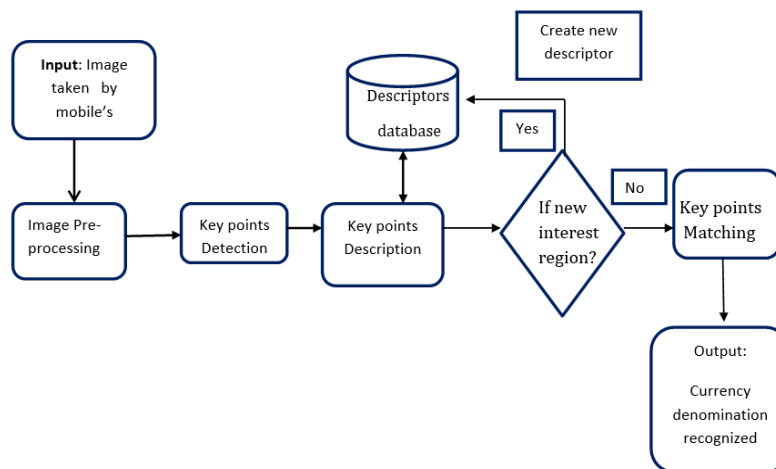 Create new
descriptor
Input: Image
taken by
mobile's
Descriptors
database
Yes
No
Image Pre-
processing
Key points
Detection
Key points
Description
If new
interest
region?
Key points
Matching
Output:
Currency
denomination
recognized